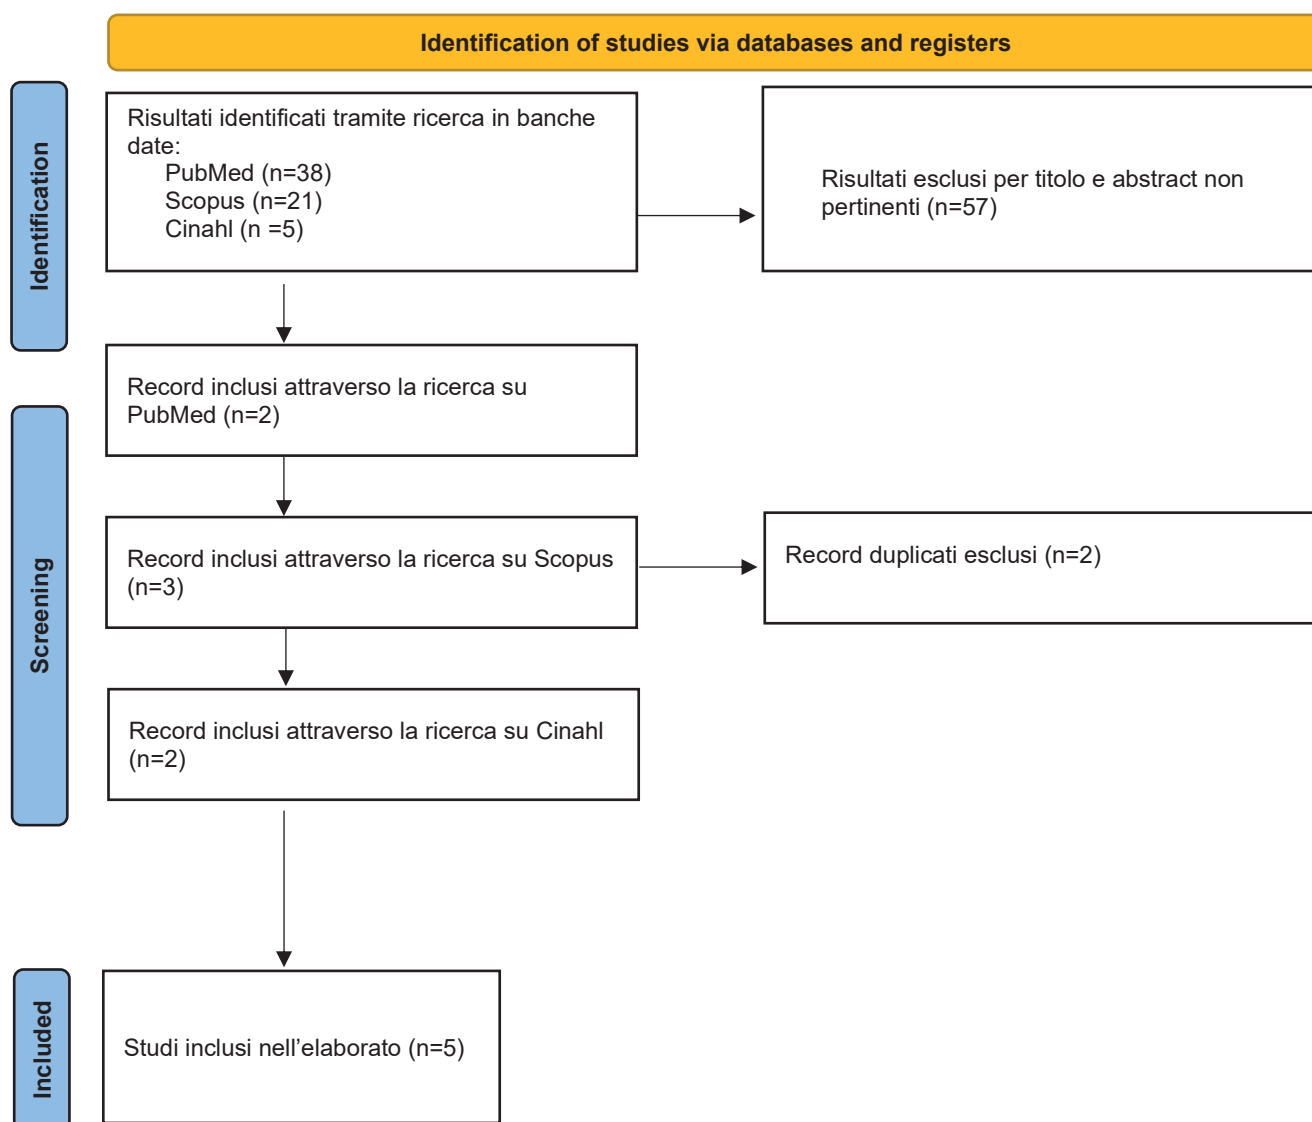 Identification of studies via databases and registers
Identification
Risultati identificati tramite ricerca in banche
date:
PubMed (n=38)
Scopus (n=21)
Cinahl (n =5)
Risultati esclusi per titolo e abstract non
pertinenti (n=57)
Record inclusi attraverso la ricerca su
PubMed (n=2)
Screening
Record inclusi attraverso la ricerca su Scopus
(n=3)
Record duplicati esclusi (n=2)
Record inclusi attraverso la ricerca su Cinahl
(n=2)
Included
Studi inclusi nell’elaborato (n=5)